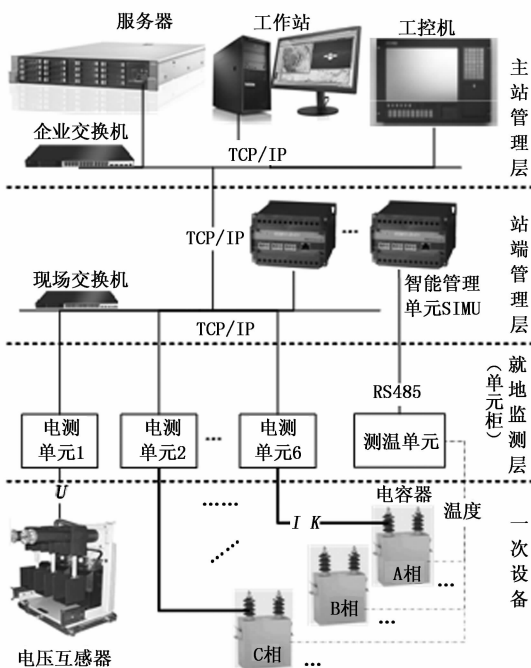 服务器
工作站
工控机
企业交换机
TCP/IP
主站管理层
TCP/IP
...
现场交换机
智能管理
单元SIMU
TCP/IP
站端管理层
RS485
电测
单元1
电测
单元2
...
电测
单元6
测温单元
就地监测层
(单元柜)
U
......
......
I K
电容器
温度
A相
...
B相
...
C相
...
电压互感器
一次设备